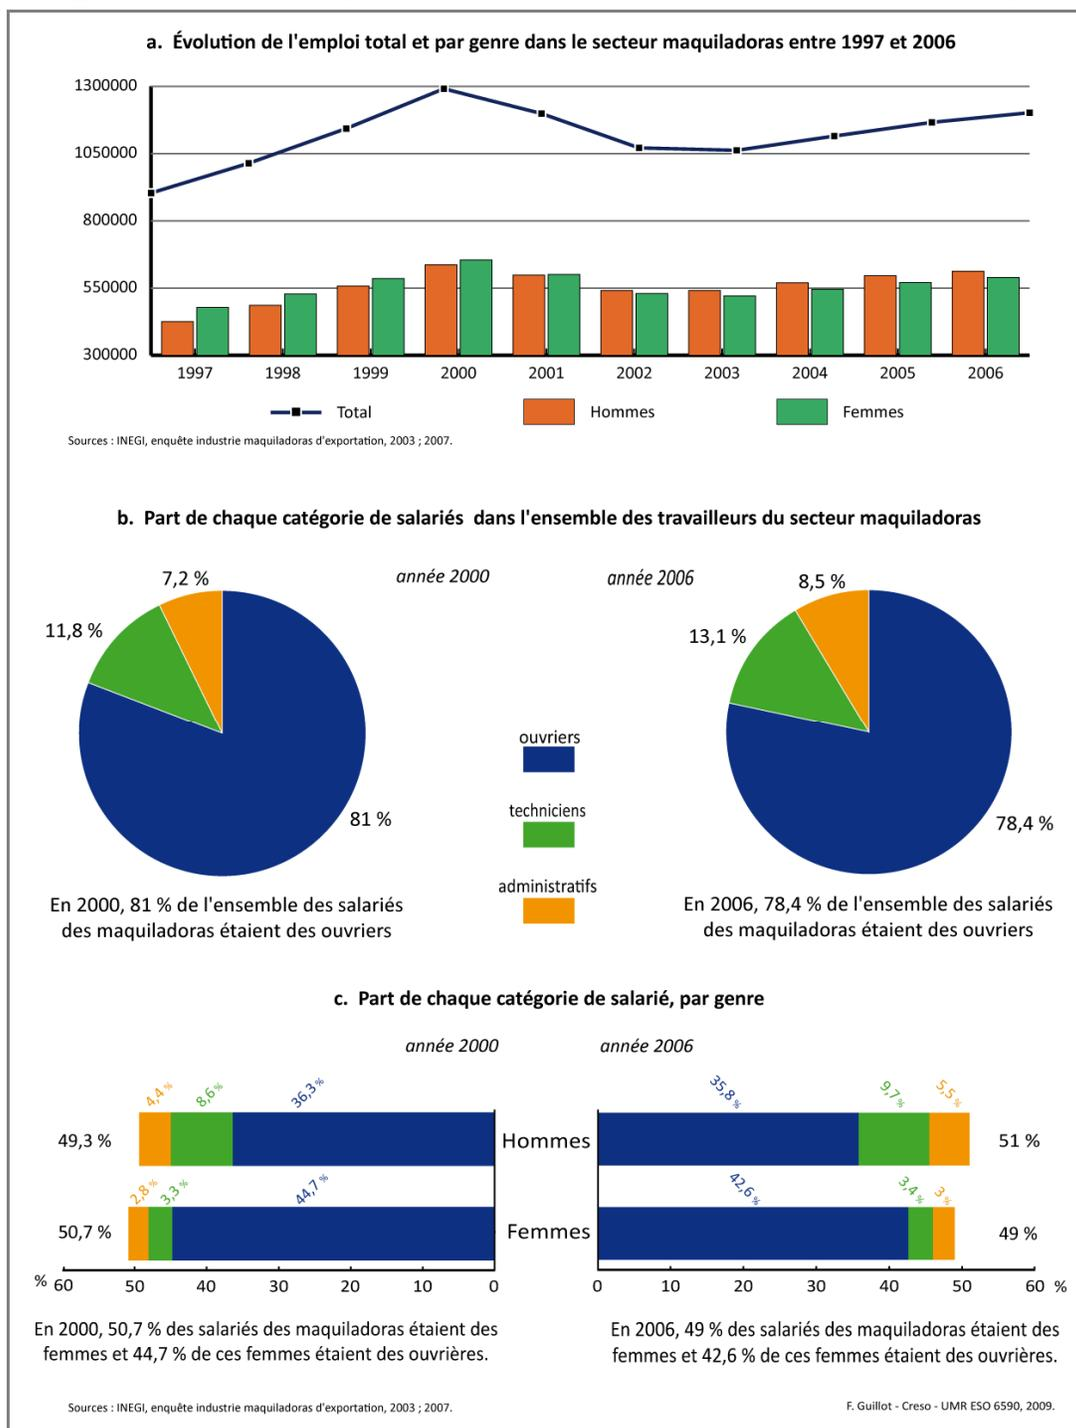 a. Évolution de l'emploi total et par genre dans le secteur maquiladoras entre 1997 et 2006
1300000
1050000
800000
550000
300000
1997 1998 1999 2000 2001 2002 2003 2004 2005 2006
Total Hommes Femmes
Sources : INEGI, enquête industrie maquiladoras d'exportation, 2003 ; 2007.
b. Part de chaque catégorie de salariés dans l'ensemble des travailleurs du secteur maquiladoras
année 2000 année 2006
7,2 %
11,8 %
81 %
8,5 %
13,1 %
78,4 %
ouvriers
techniciens
administratifs
En 2000, 81 % de l'ensemble des salariés
des maquiladoras étaient des ouvriers
En 2006, 78,4 % de l'ensemble des salariés
des maquiladoras étaient des ouvriers
c. Part de chaque catégorie de salarié, par genre
année 2000 année 2006
4,4 % 8,6 % 36,3 % 35,8 % 9,7 % 5,5 %
49,3 % Hommes 51 %
2,8 % 3,3 % 44,7 % 42,6 % 3,4 % 3 %
50,7 % Femmes 49 %
% 60 50 40 30 20 10 0 0 10 20 30 40 50 60 %
En 2000, 50,7 % des salariés des maquiladoras étaient des
femmes et 44,7 % de ces femmes étaient des ouvrières.
En 2006, 49 % des salariés des maquiladoras étaient des
femmes et 42,6 % de ces femmes étaient des ouvrières.
Sources : INEGI, enquête industrie maquiladoras d'exportation, 2003 ; 2007.
F. Guillot - Creso - UMR ESO 6590, 2009.